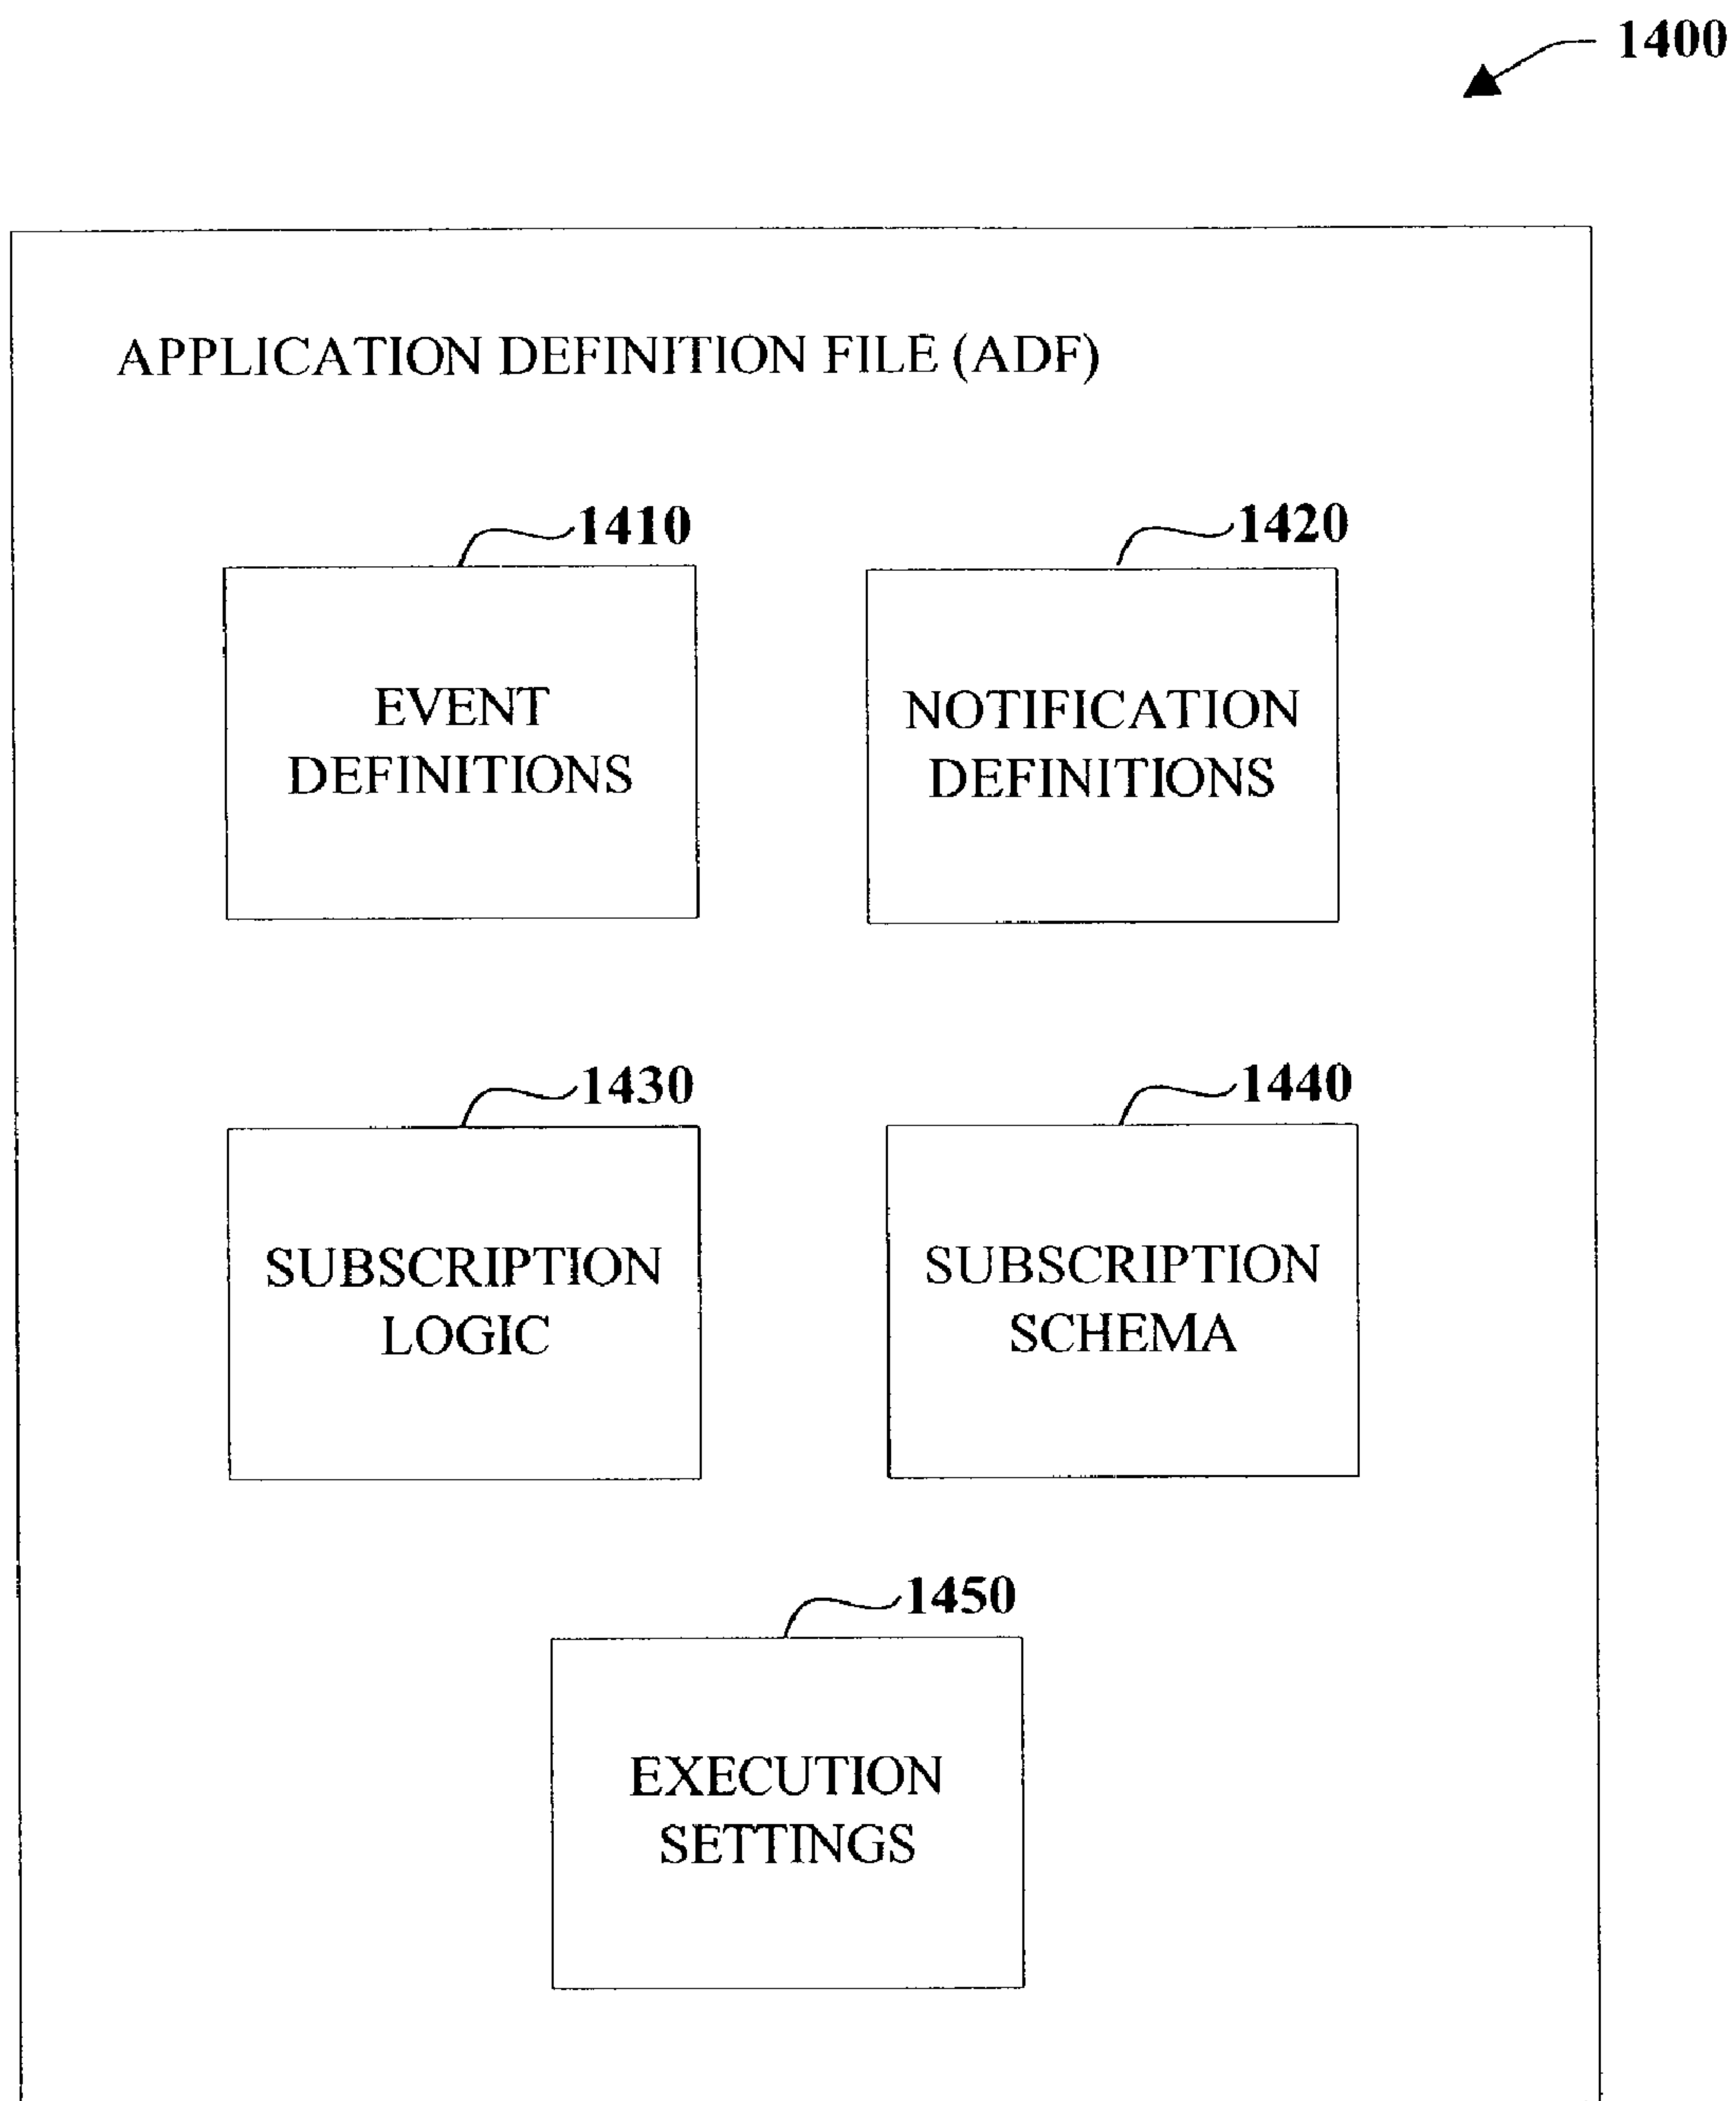 1400
APPLICATION DEFINITION FILE (ADF)
1410
EVENT
DEFINITIONS
1420
NOTIFICATION
DEFINITIONS
1430
SUBSCRIPTION
LOGIC
1440
SUBSCRIPTION
SCHEMA
1450
EXECUTION
SETTINGS